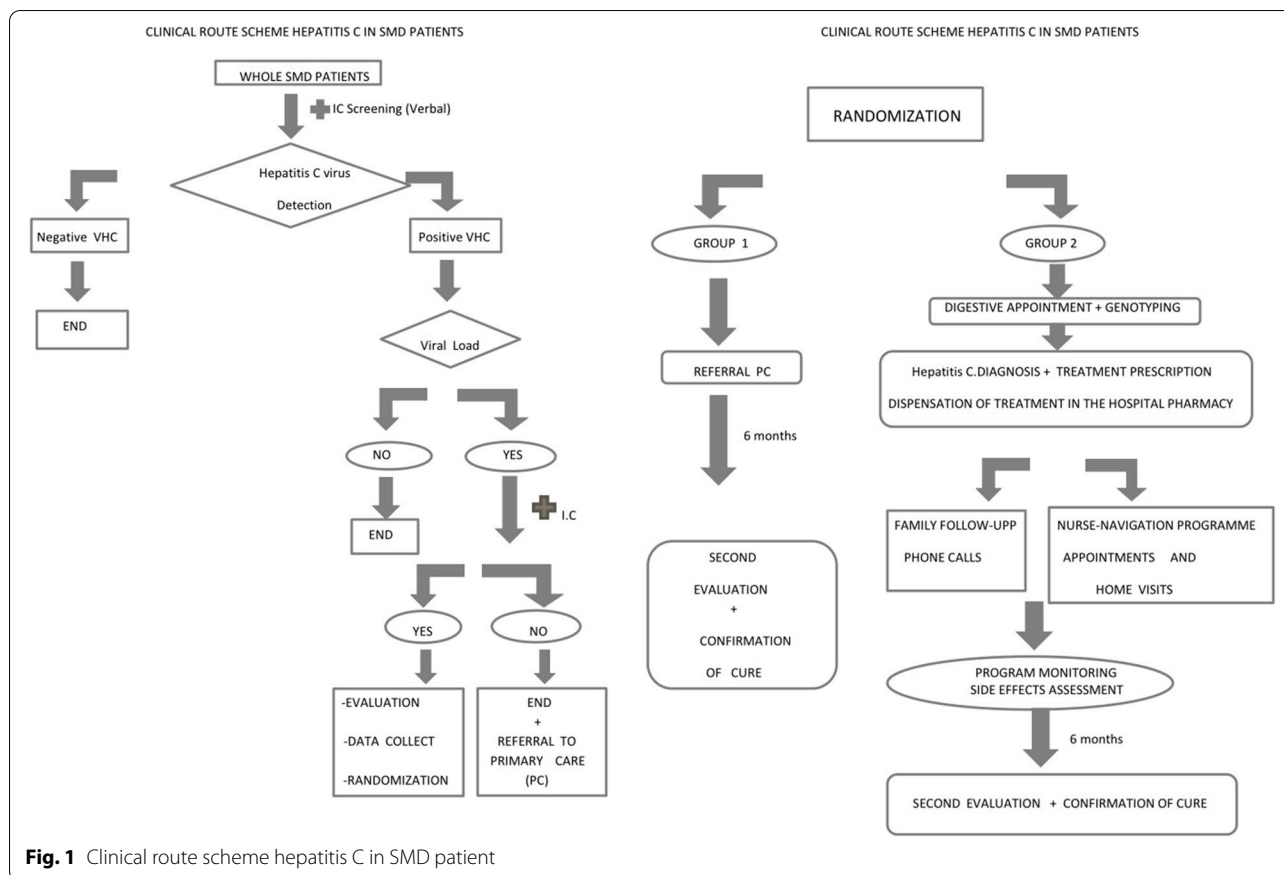 CLINICAL ROUTE SCHEME HEPATITIS C IN SMD PATIENTS
WHOLE SMD PATIENTS
IC Screening (Verbal)
Hepatitis C virus
Detection
Negative VHC
Positive VHC
END
Viral Load
NO
YES
I.C
END
YES
NO
-EVALUATION
-DATA COLLECT
-RANDOMIZATION
END
+
REFERRAL TO
PRIMARY CARE
(PC)
CLINICAL ROUTE SCHEME HEPATITIS C IN SMD PATIENTS
RANDOMIZATION
GROUP 1
REFERRAL PC
6 months
SECOND
EVALUATION
+
CONFIRMATION
OF CURE
GROUP 2
DIGESTIVE APPOINTMENT + GENOTYPING
Hepatitis C.DIAGNOSIS + TREATMENT PRESCRIPTION
DISPENSATION OF TREATMENT IN THE HOSPITAL PHARMACY
FAMILY FOLLOW-UPP
PHONE CALLS
NURSE-NAVIGATION PROGRAMME
APPOINTMENTS AND
HOME VISITS
PROGRAM MONITORING
SIDE EFFECTS ASSESSMENT
6 months
SECOND EVALUATION + CONFIRMATION OF CURE
Fig. 1 Clinical route scheme hepatitis C in SMD patient